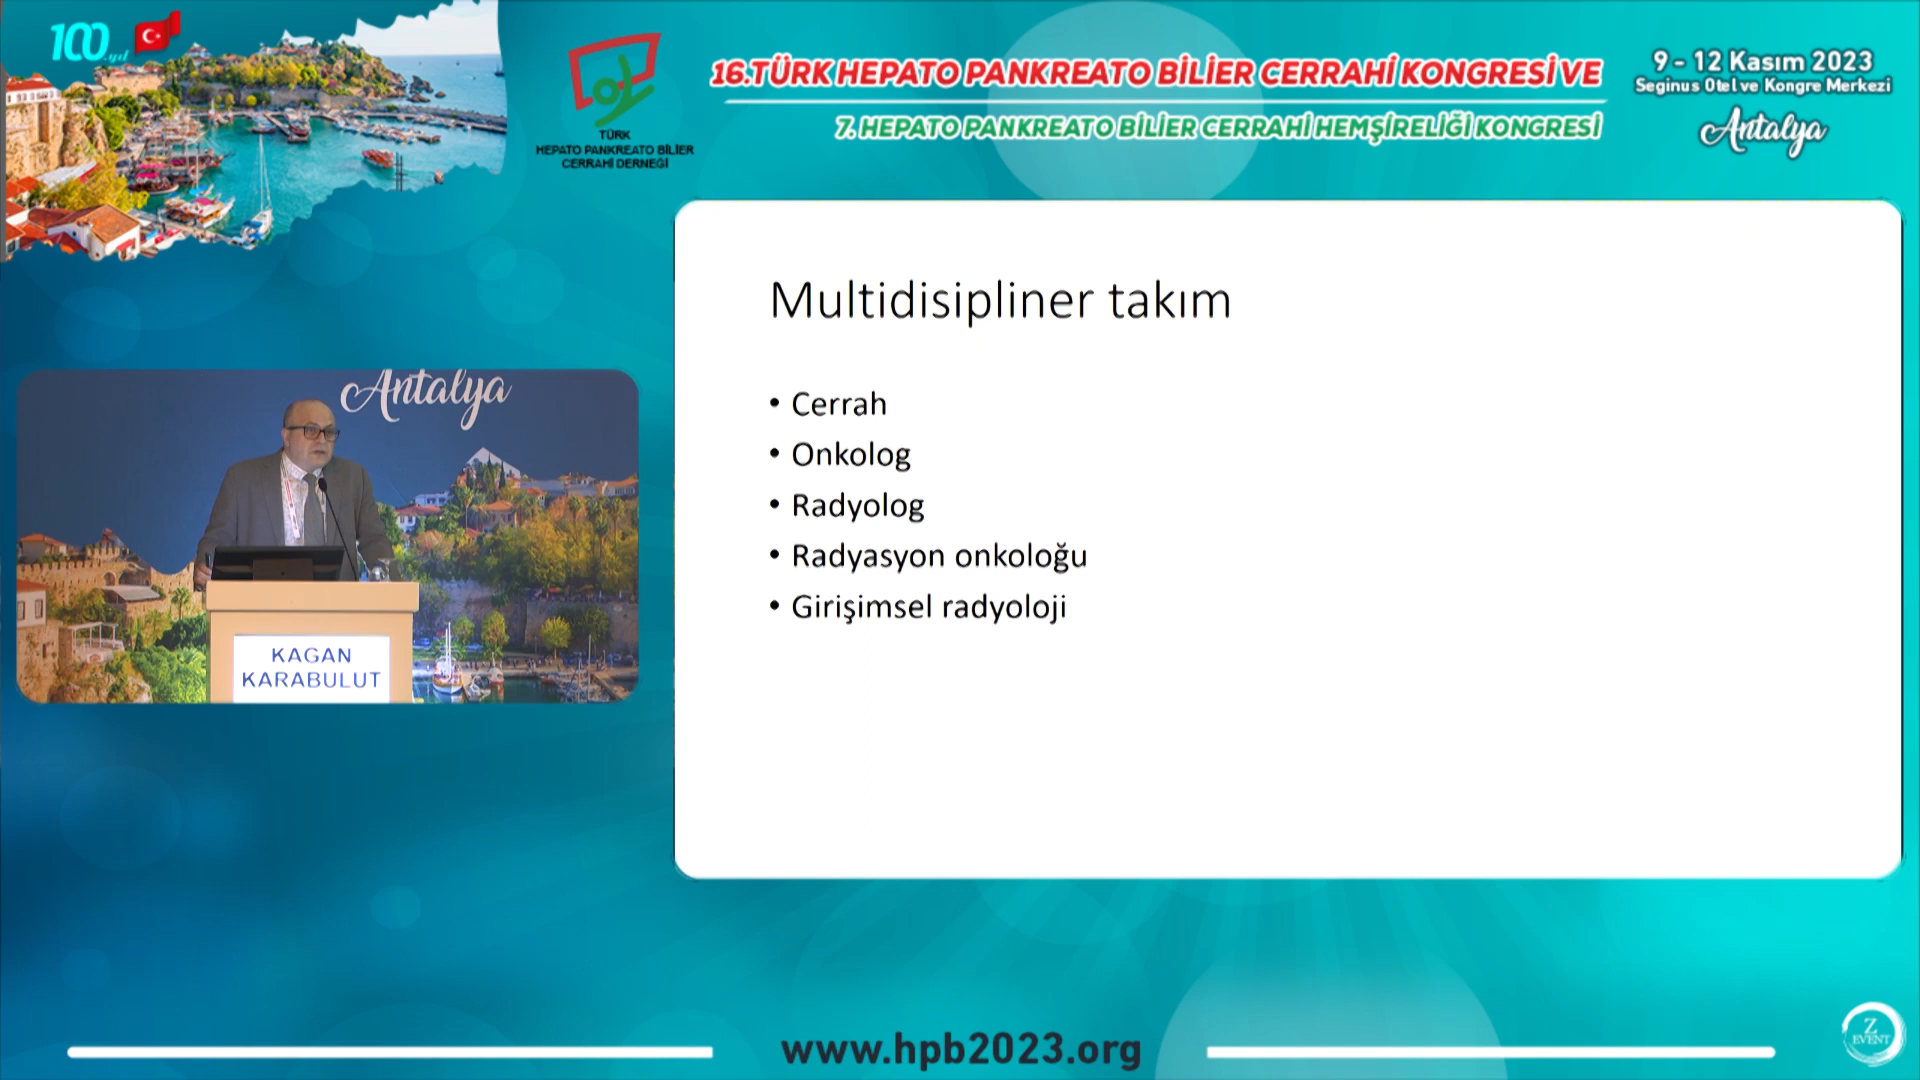 100.yıl
TÜRK
HEPATO PANKREATO BİLİER
CERRAHİ DERNEĞİ
16.TÜRK HEPATO PANKREATO BİLİER CERRAHİ KONGRESİ VE
7. HEPATO PANKREATO BİLİER CERRAHİ HEMŞİRELİĞİ KONGRESİ
9 - 12 Kasım 2023
Seginus Otel ve Kongre Merkezi
Antalya
Antalya
KAGAN
KARABULUT
Multidisipliner takım
• Cerrah
• Onkolog
• Radyolog
• Radyasyon onkoloğu
• Girişimsel radyoloji
www.hpb2023.org
Z
EVENT